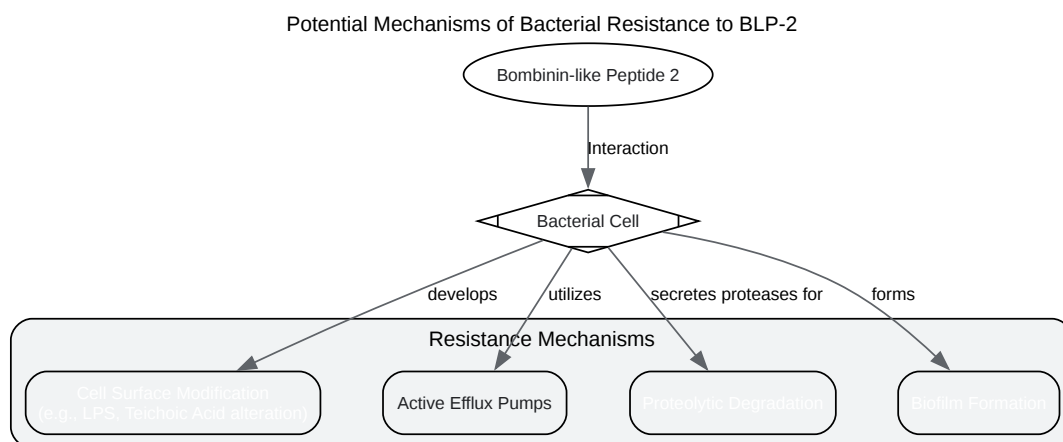 Potential Mechanisms of Bacterial Resistance to BLP-2
Bombinin-like Peptide 2
Interaction
Bacterial Cell
develops
utilizes
secretes proteases for
forms
Resistance Mechanisms
Cell Surface Modification
(e.g., LPS, Teichoic Acid alteration)
Active Efflux Pumps
Proteolytic Degradation
Biofilm Formation